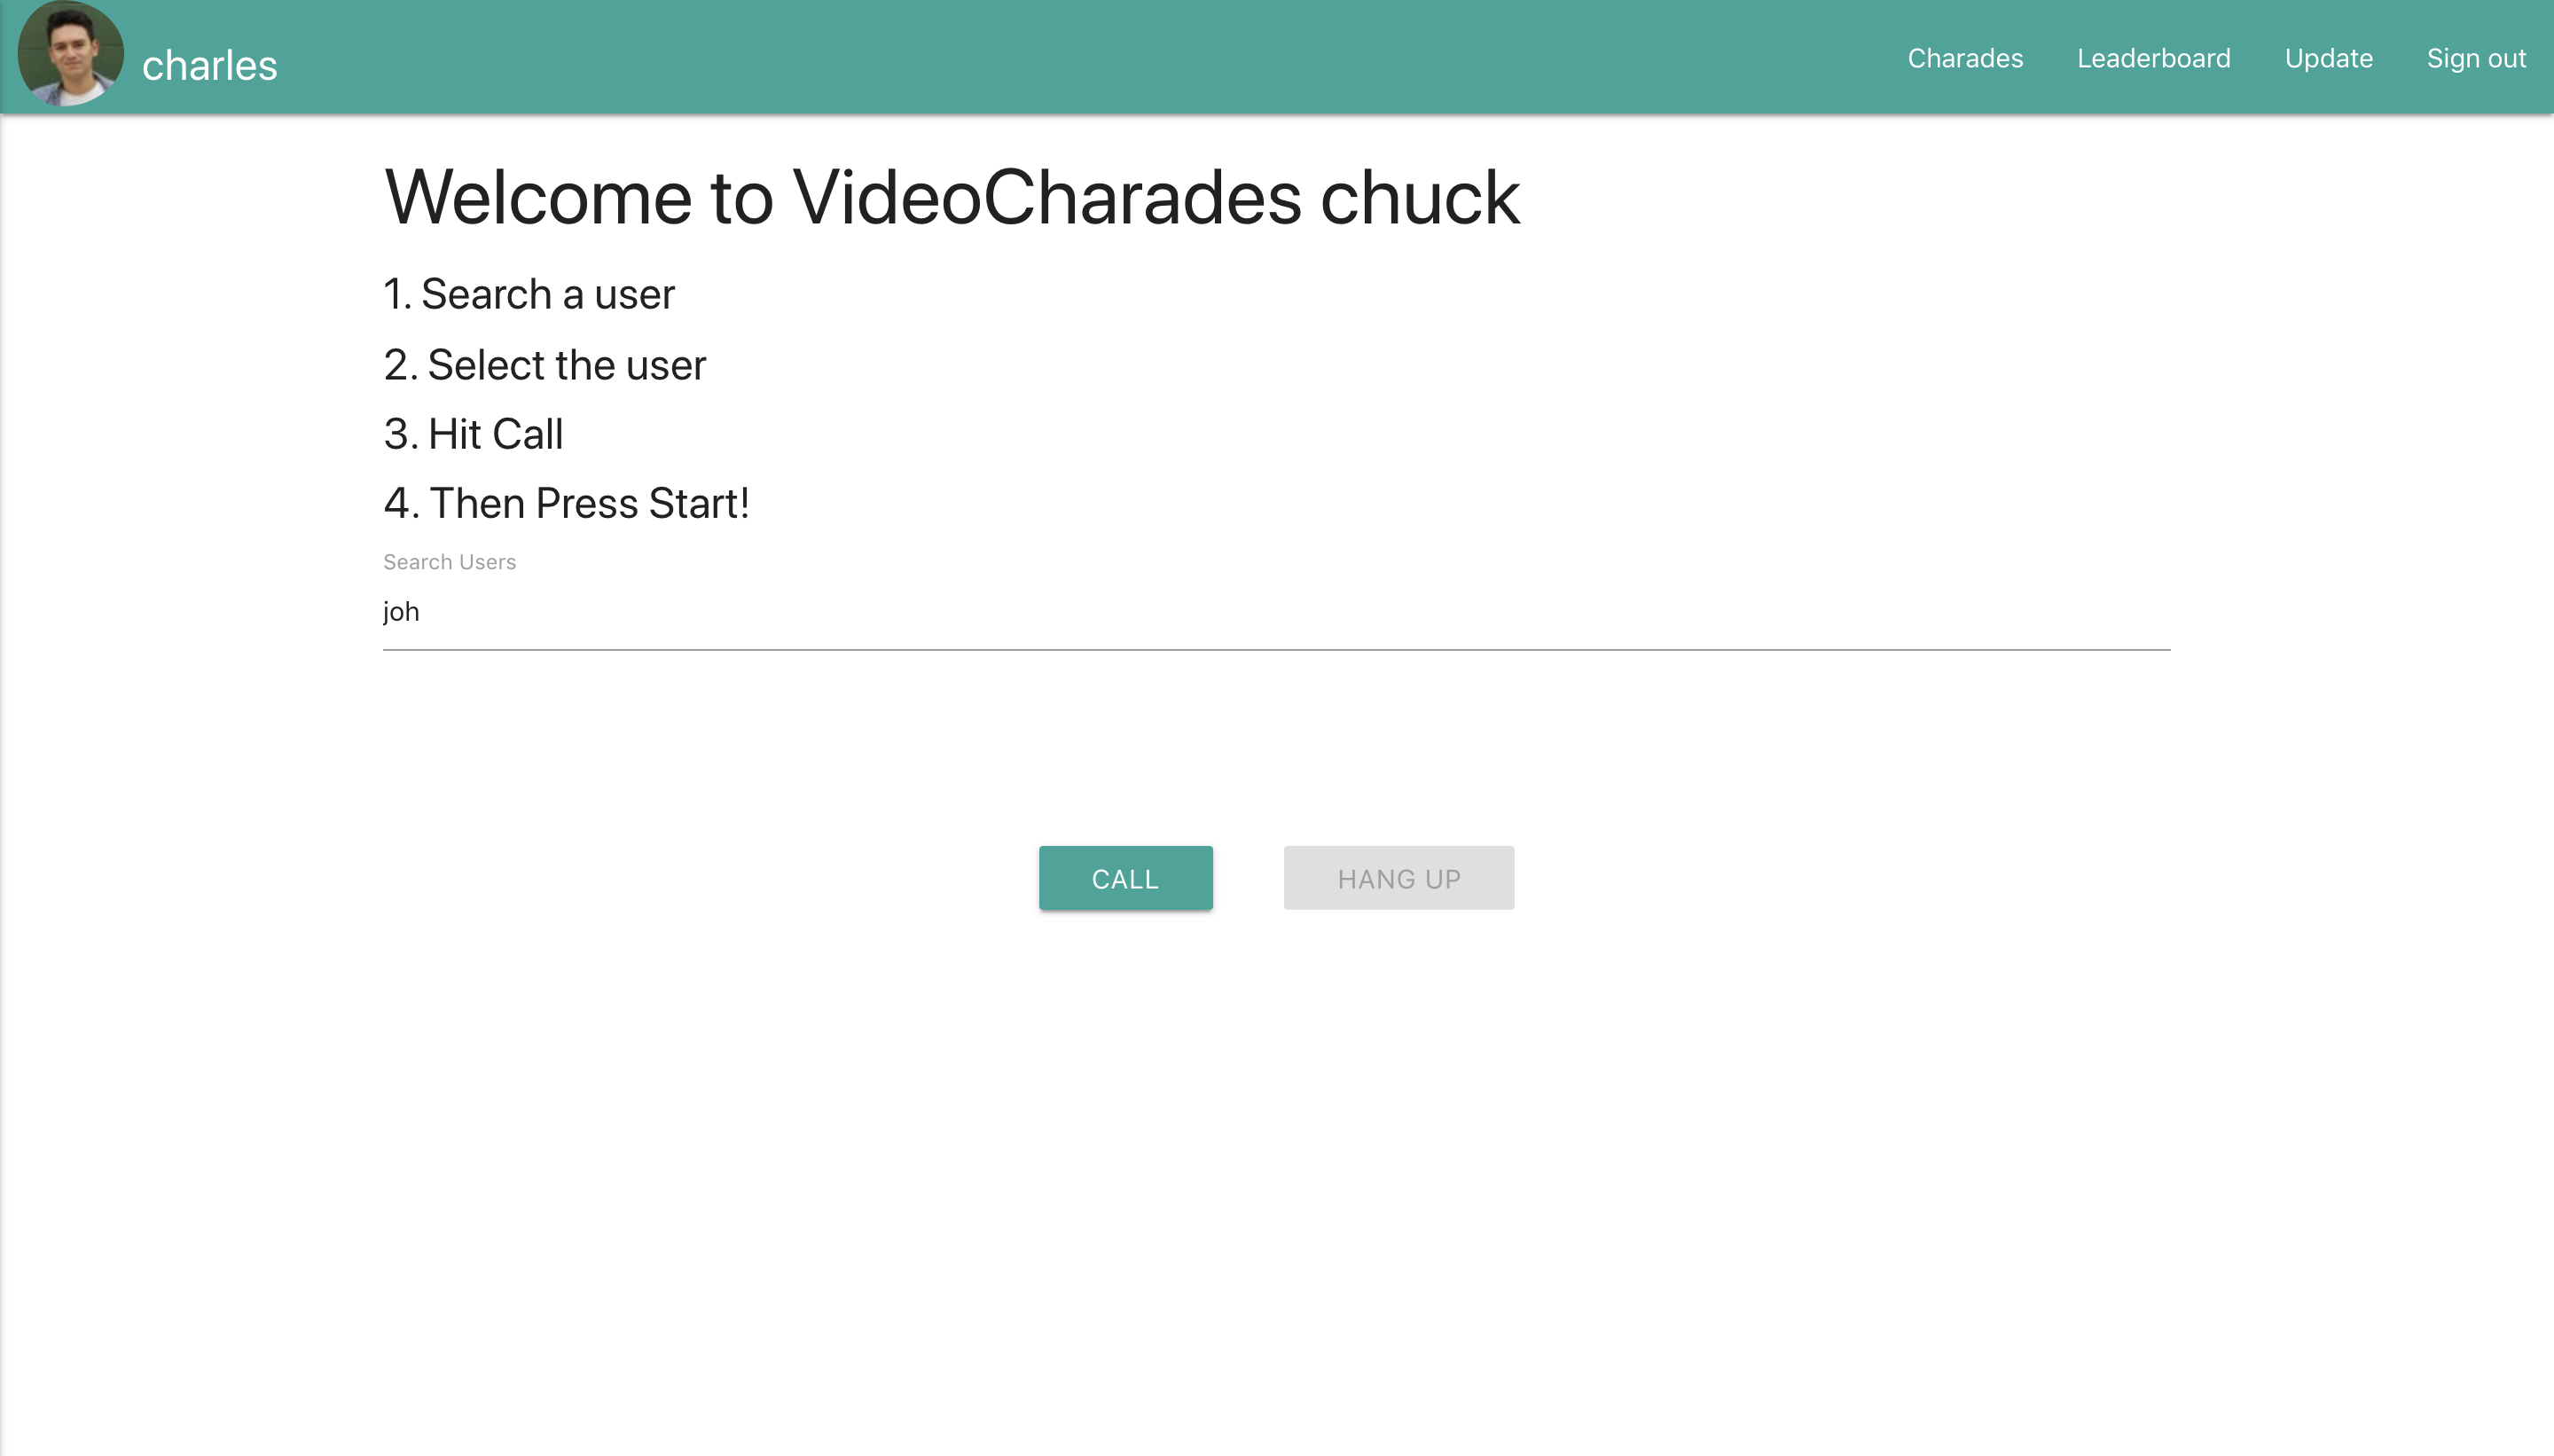 charles
Charades Leaderboard Update Sign out
Welcome to VideoCharades chuck
1. Search a user
2. Select the user
3. Hit Call
4. Then Press Start!
Search Users
joh
CALL HANG UP